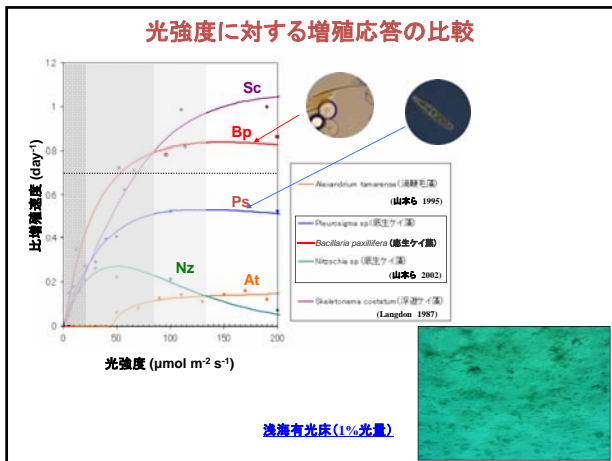 光強度に対する増殖応答の比較
1.2
1
0.8
0.6
0.4
0.2
0
0
50
100
150
200
比増殖速度 (day-1)
光強度 (μmol m-2 s-1)
Sc
Bp
Ps
Nz
At
Alexandrium tamarense(渦鞭毛藻)
(山本ら 1995)
Pleurosigma sp(底生ケイ藻)
Bacillaria paxillifera(底生ケイ藻)
Nitzschia sp(底生ケイ藻)
(山本ら 2002)
Skeletonema costatum(浮遊ケイ藻)
(Langdon 1987)
浅海有光床(1%光量)